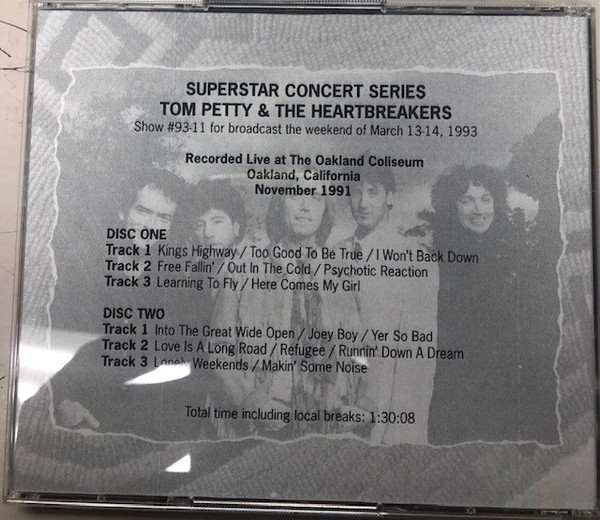 SUPERSTAR CONCERT SERIES
TOM PETTY & THE HEARTBREAKERS
Show #93-11 for broadcast the weekend of March 13-14, 1993
Recorded Live at The Oakland Coliseum
Oakland, California
November 1991
DISC ONE
Track 1 Kings Highway / Too Good To Be True / I Won't Back Down
Track 2 Free Fallin' / Out In The Cold / Psychotic Reaction
Track 3 Learning To Fly / Here Comes My Girl
DISC TWO
Track 1 Into The Great Wide Open / Joey Boy / Yer So Bad
Track 2 Love Is A Long Road / Refugee / Runnin' Down A Dream
Track 3 Lonely Weekends / Makin' Some Noise
Total time including local breaks: 1:30:08